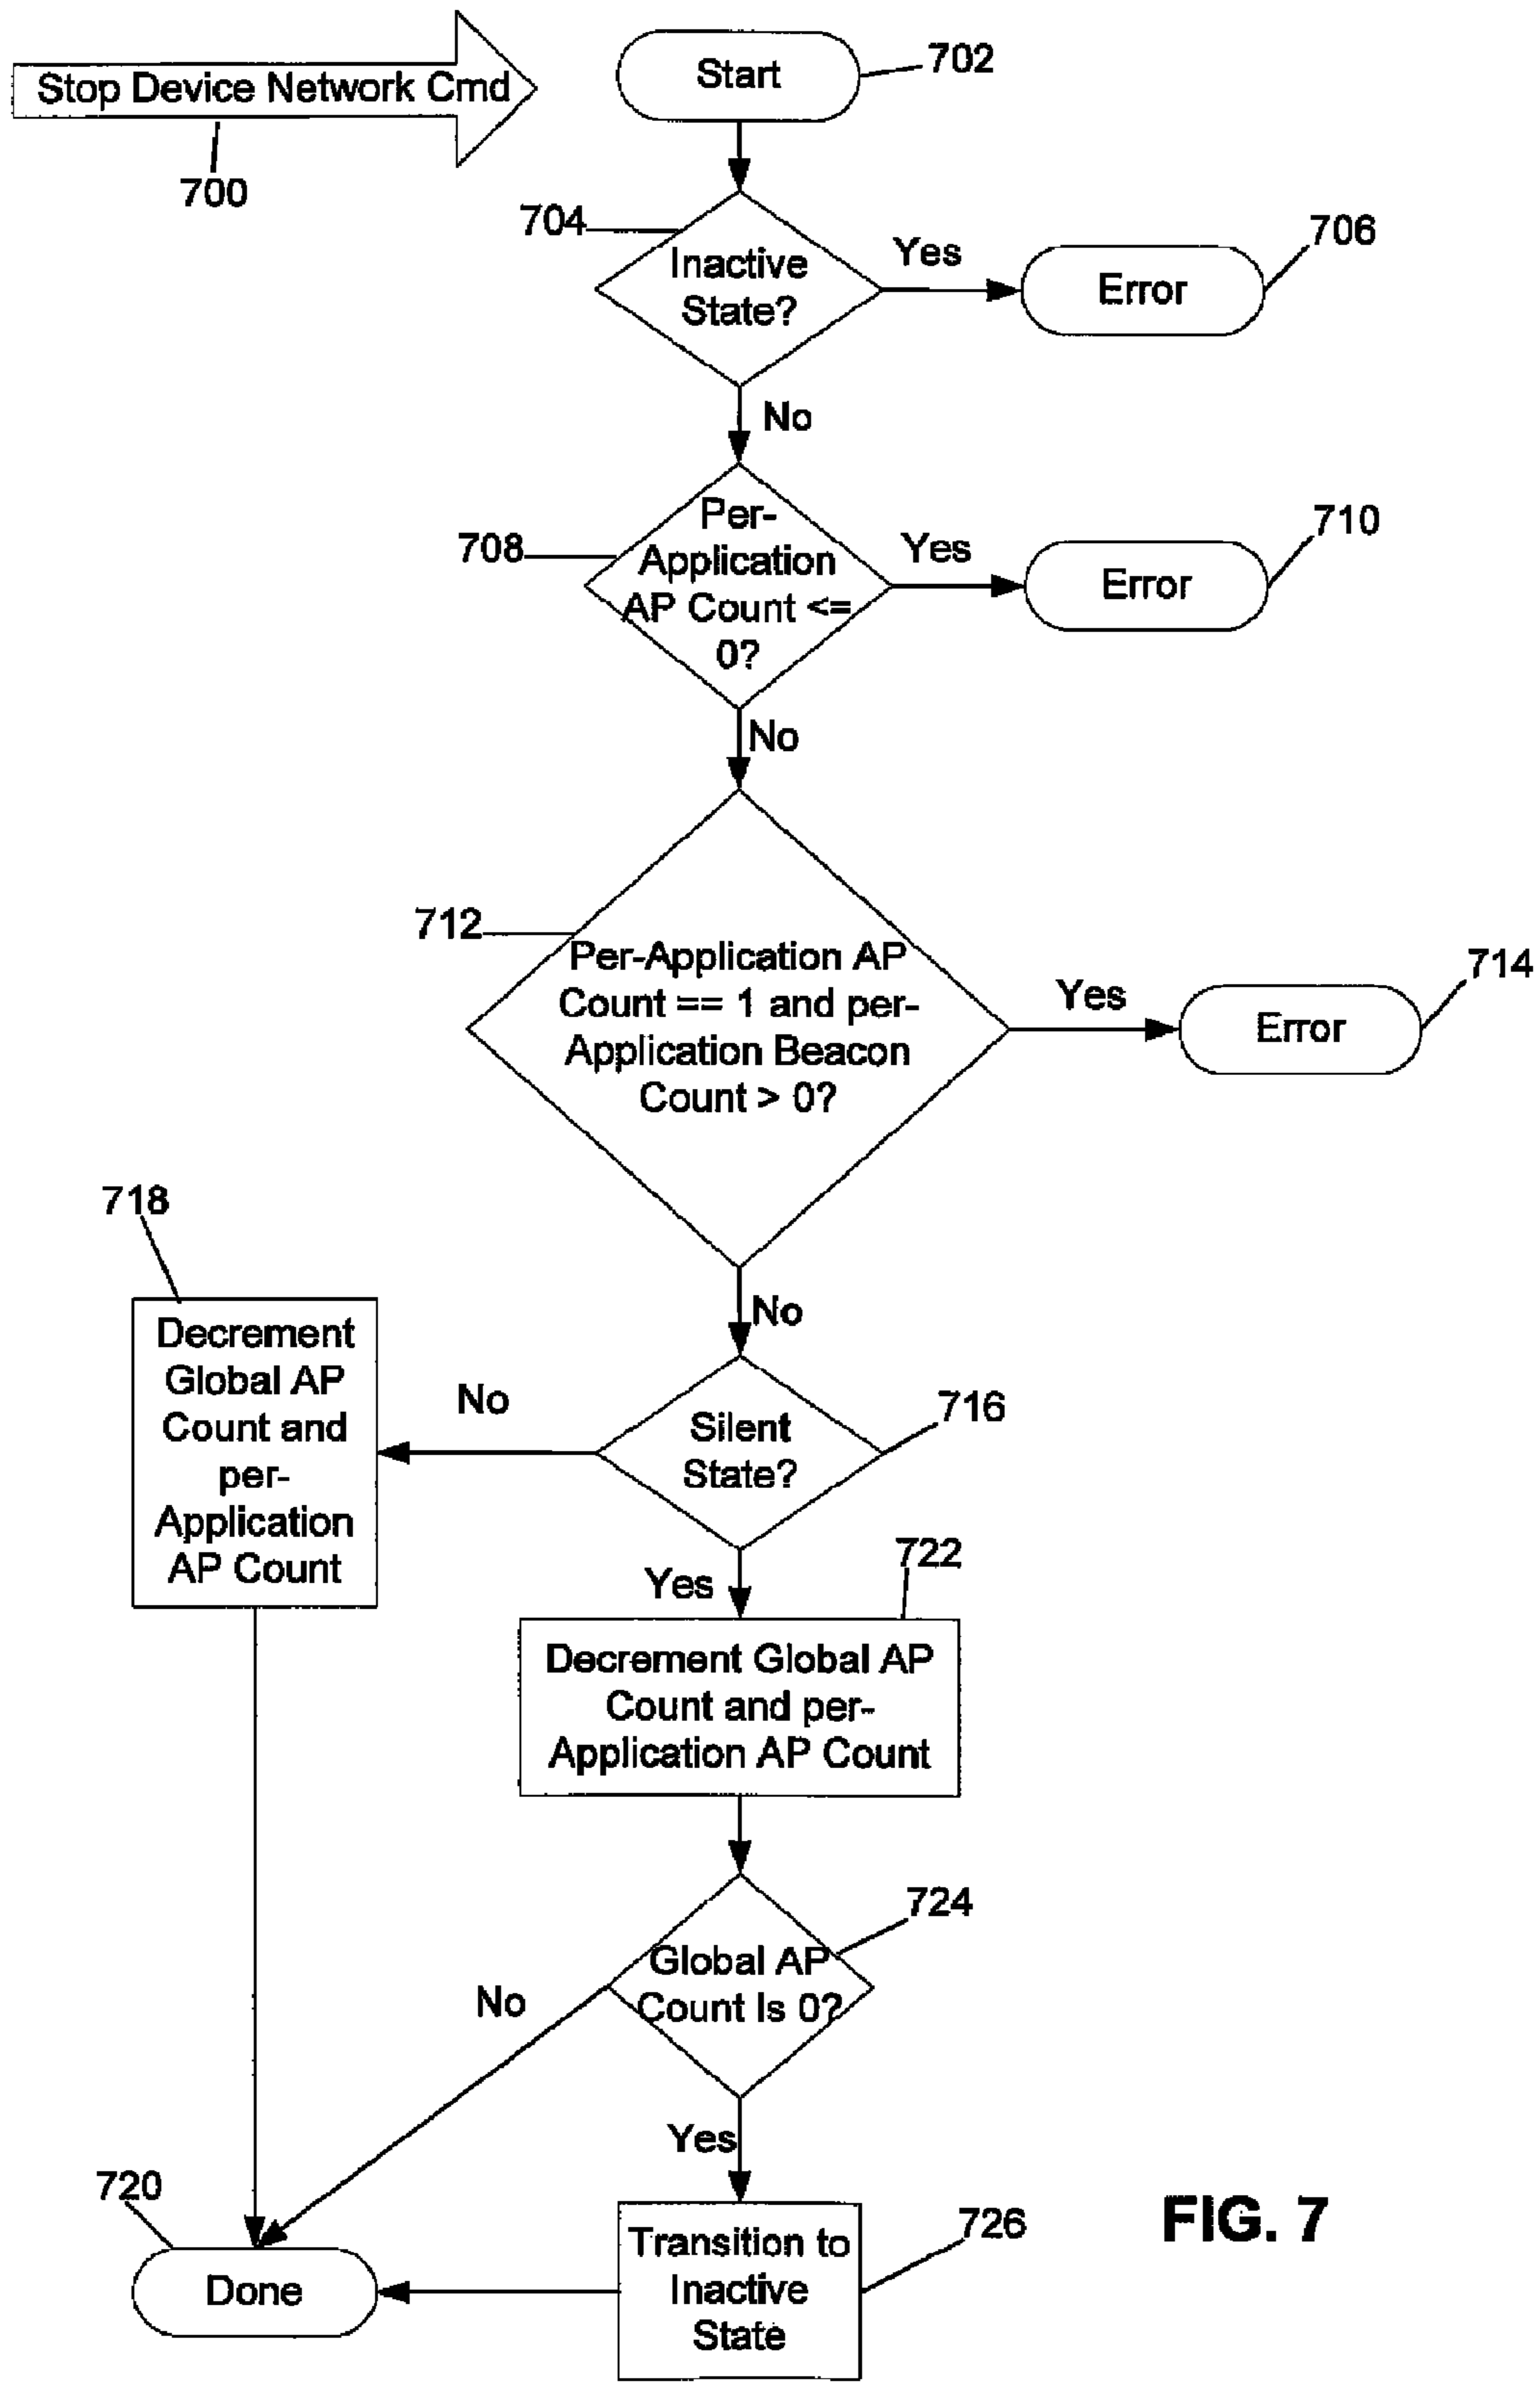 Stop Device Network Cmd
700
Start
702
704
Inactive
State?
Yes
Error
706
No
708
Per-
Application
AP Count <=
0?
Yes
Error
710
No
712
Per-Application AP
Count == 1 and per-
Application Beacon
Count > 0?
Yes
Error
714
No
716
Silent
State?
No
718
Decrement
Global AP
Count and
per-
Application
AP Count
Yes
722
Decrement Global AP
Count and per-
Application AP Count
724
Global AP
Count Is 0?
No
Yes
720
Done
Transition to
Inactive
State
726
FIG. 7